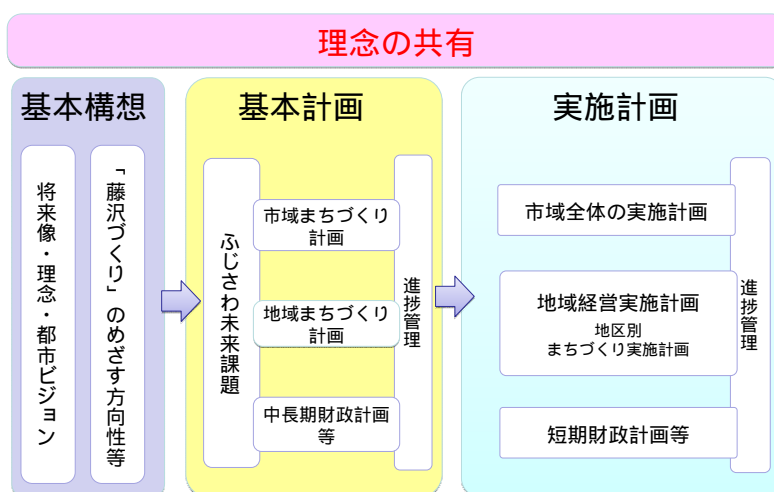 理念の共有
基本構想
将来像・理念・都市ビジョン
「藤沢づくり」のめざす方向性等
基本計画
ふじさわ未来課題
市域まちづくり
計画
地域まちづくり
計画
中長期財政計画
等
進捗管理
実施計画
市域全体の実施計画
地域経営実施計画
地区別
まちづくり実施計画
短期財政計画等
進捗管理